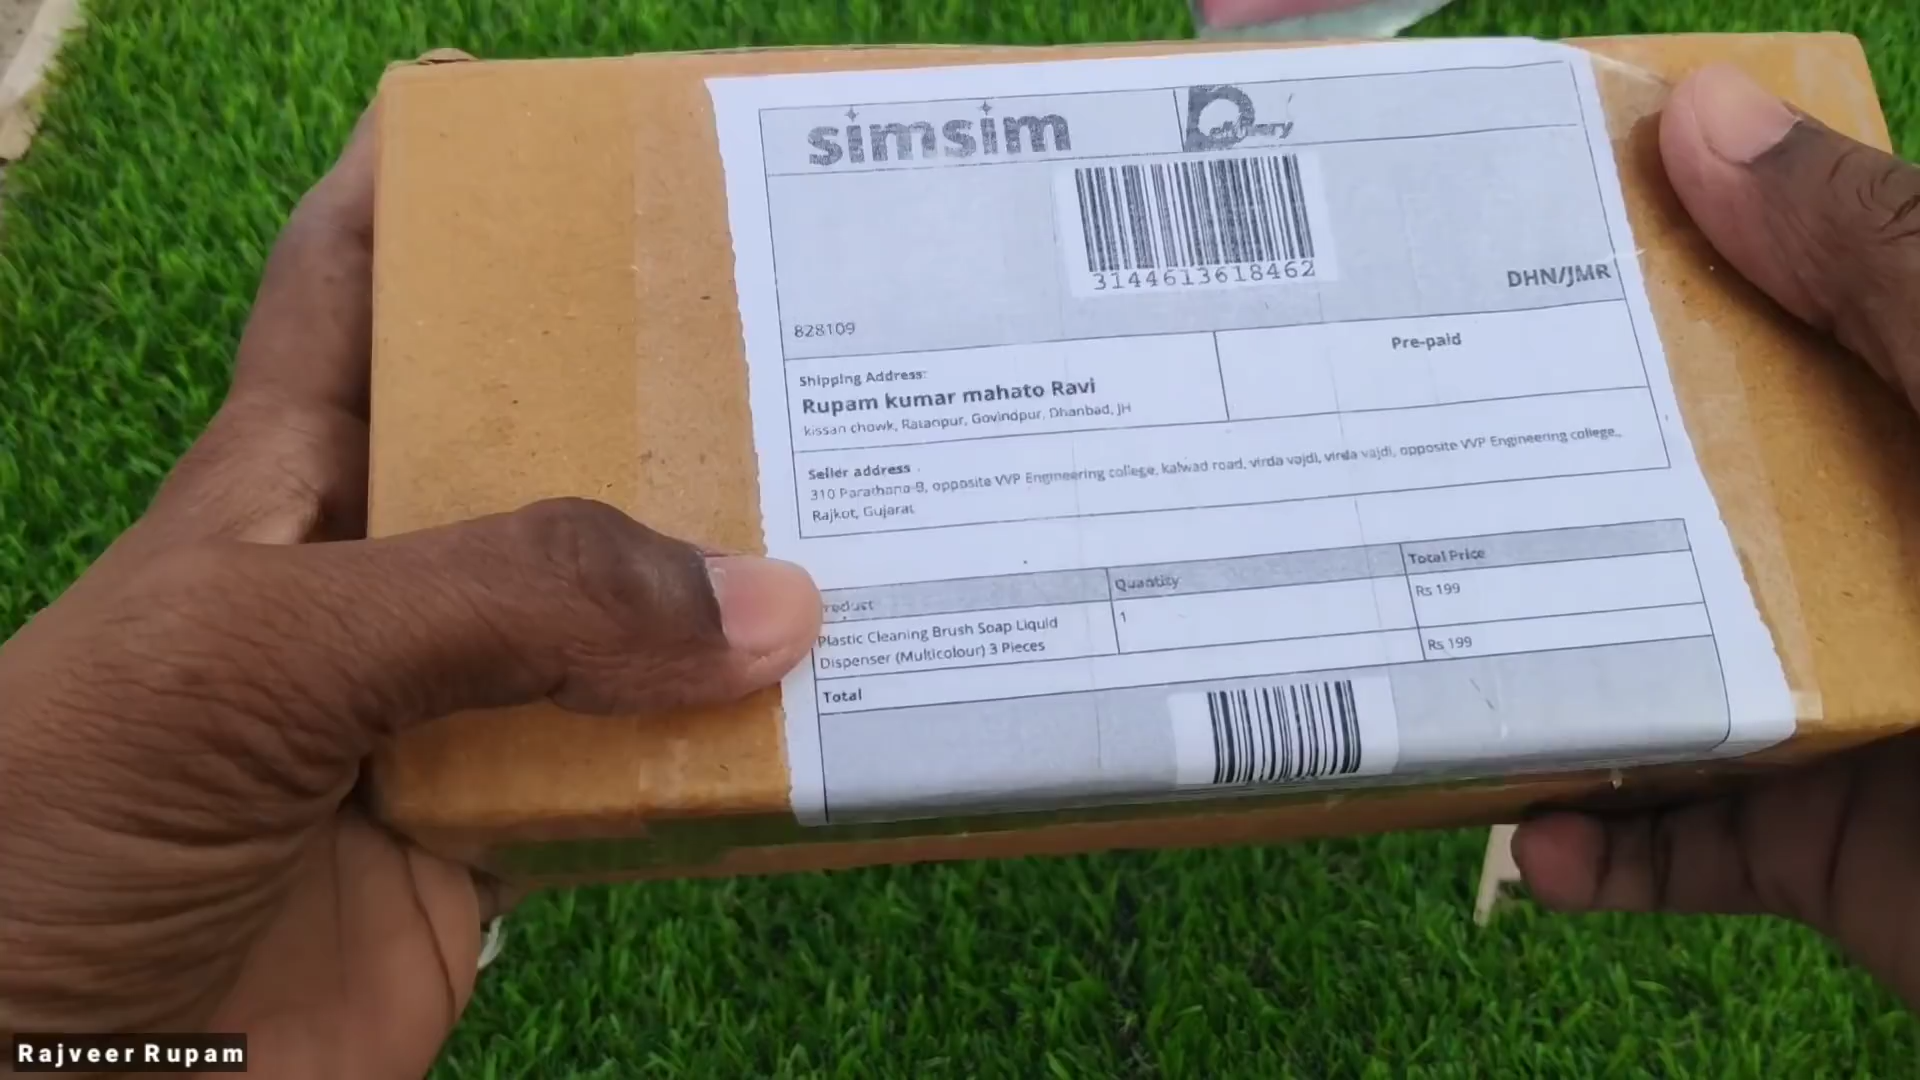 simsim
Delhivery
3144613618462
DHN/JMR
828109
Pre-paid
Shipping Address:
Rupam kumar mahato Ravi
kissan chowk, Ratanpur, Govindpur, Dhanbad, JH
Seller address
310 Parathana-B, opposite VVP Engineering college, kalwad road, virda vajdi, virda vajdi, opposite VVP Engineering college,
Rajkot, Gujarat
roduct Quantity Total Price
Plastic Cleaning Brush Soap Liquid 1 Rs 199
Dispenser (Multicolour) 3 Pieces
Total Rs 199
Rajveer Rupam